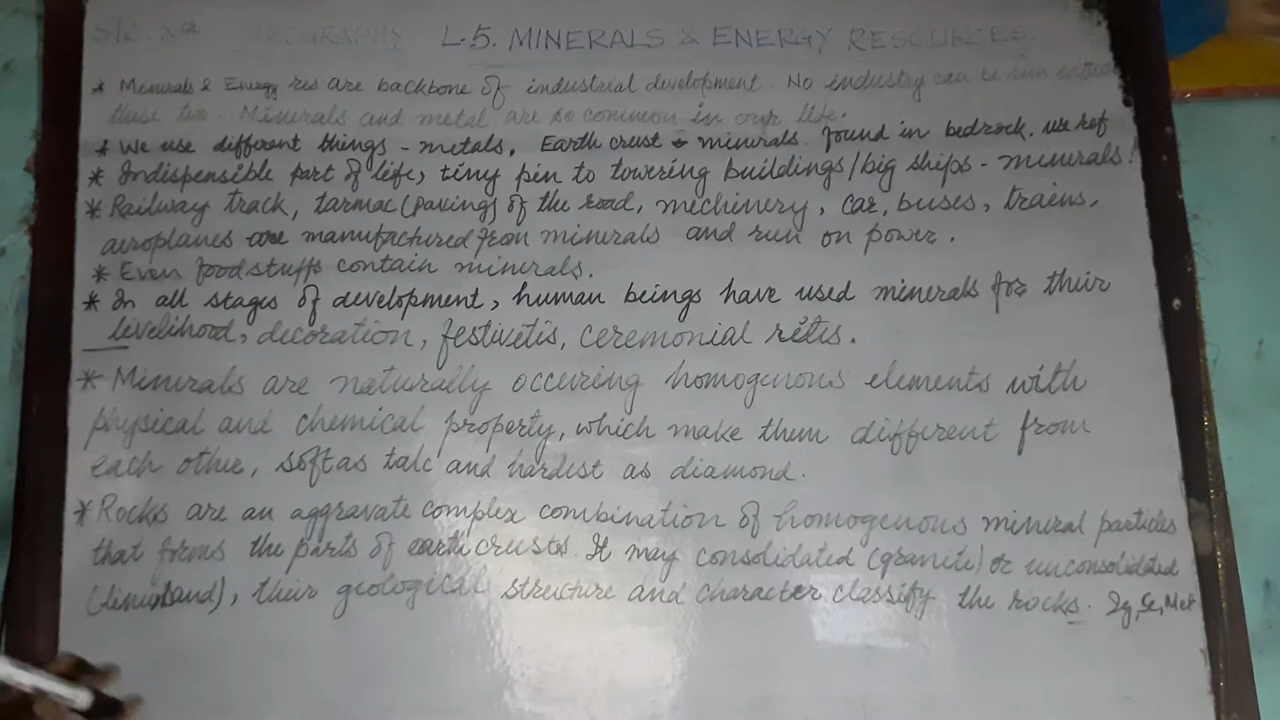 STD. Xth GEOGRAPHY L-5. MINERALS & ENERGY RESOURCES.
* Minerals & Energy res are backbone of industrial development. No industry can be run without
these two. Minerals and metal are so common in our life.
* We use different things - metals, Earth crust minerals. found in bedrock.
* Indispensible part of life, tiny pin to towering buildings/big ships - minerals.
* Railway track, tarmac (paving) of the road, mechinery, car, buses, trains,
aeroplanes are manufactured from minerals and run on power.
* Even foodstuffs contain minerals.
* In all stages of development, human beings have used minerals for their
livelihood, decoration, festivetis, ceremonial rites.
* Minerals are naturally occuring homogenous elements with
physical and chemical property, which make them different from
each other, soft as talc and hardest as diamond.
* Rocks are an aggravate complex combination of homogenous mineral particles
that forms the parts of earth crusts. It may consolidated (granite) or unconsolidated
their geological structure and character classify the rocks. Ig, Se, Met